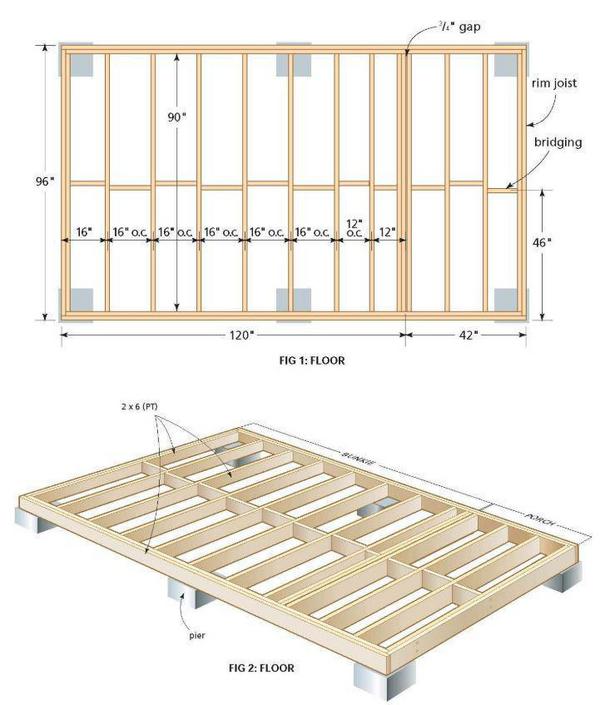 3/4" gap
rim joist
90"
bridging
96"
16"
16" o.c.
16" o.c.
16" o.c.
16" o.c.
16" o.c.
12"
o.c.
12"
46"
120"
42"
FIG 1: FLOOR
2 x 6 (PT)
BUNKIE
PORCH
pier
FIG 2: FLOOR